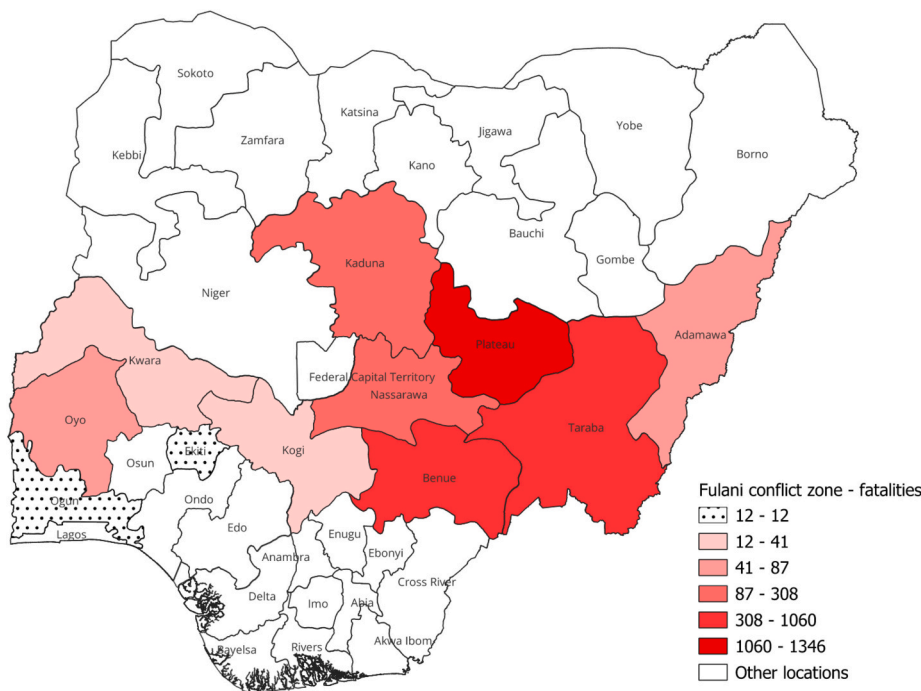 Sokoto
Katsina
Yobe
Jigawa
Zamfara
Kebbi
Kano
Borno
Bauchi
Gombe
Kaduna
Niger
Adamawa
Plateau
Kwara
Federal Capital Territory
Nassarawa
Oyo
Taraba
Ekiti
Kogi
Osun
Benue
Ogun
Ondo
Edo
Lagos
Enugu
Ebonyi
Anambra
Cross River
Delta
Imo
Abia
Bayelsa
Rivers
Akwa Ibom
Fulani conflict zone - fatalities
12 - 12
12 - 41
41 - 87
87 - 308
308 - 1060
1060 - 1346
Other locations